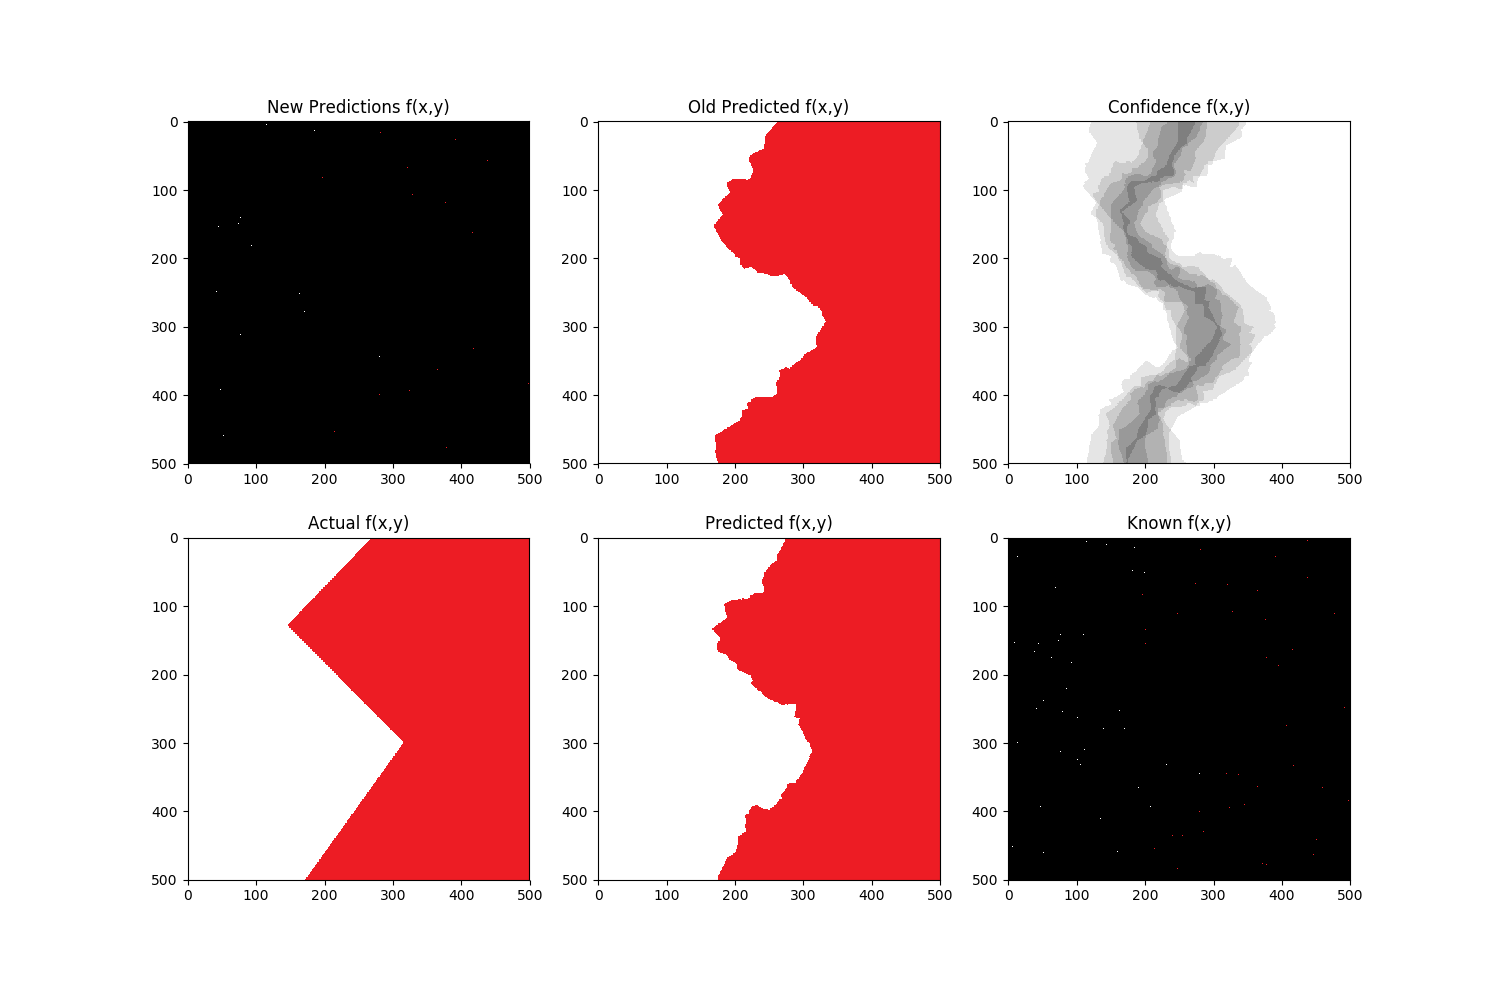 New Predictions f(x,y) Old Predicted f(x,y) Confidence f(x,y)
0 0 0
100 100 100
200 200 200
300 300 300
400 400 400
500 500 500
0 100 200 300 400 500 0 100 200 300 400 500 0 100 200 300 400 500
Actual f(x,y) Predicted f(x,y) Known f(x,y)
0 0 0
100 100 100
200 200 200
300 300 300
400 400 400
500 500 500
0 100 200 300 400 500 0 100 200 300 400 500 0 100 200 300 400 500